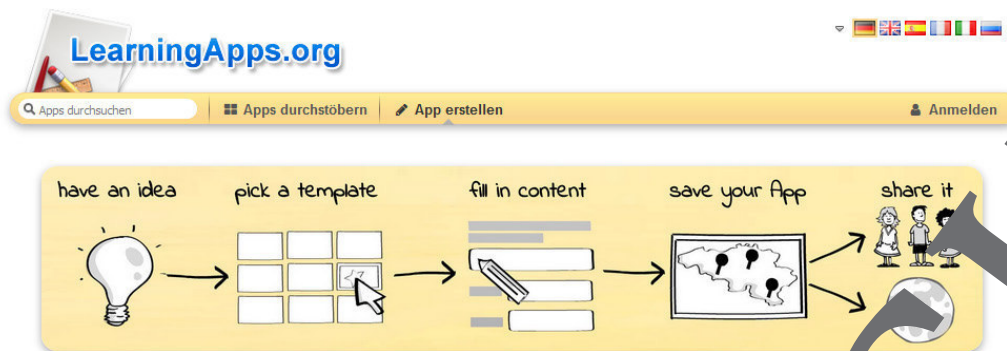 LearningApps.org
Apps durchsuchen
Apps durchstöbern
App erstellen
Anmelden
have an idea
pick a template
fill in content
save your App
share it